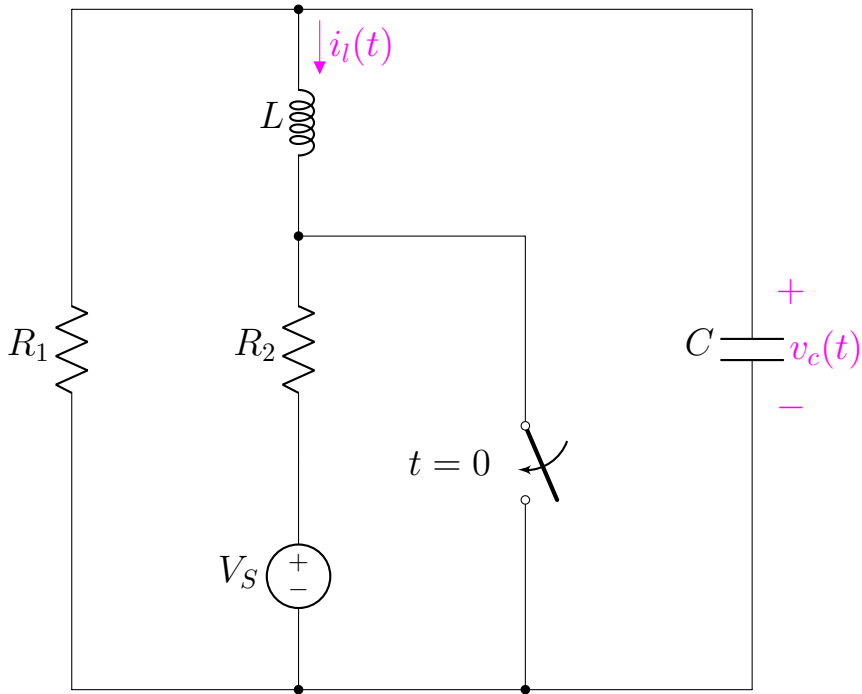 i_l(t)
L
+
R_1
R_2
C
v_c(t)
−
t = 0
V_S
+
−